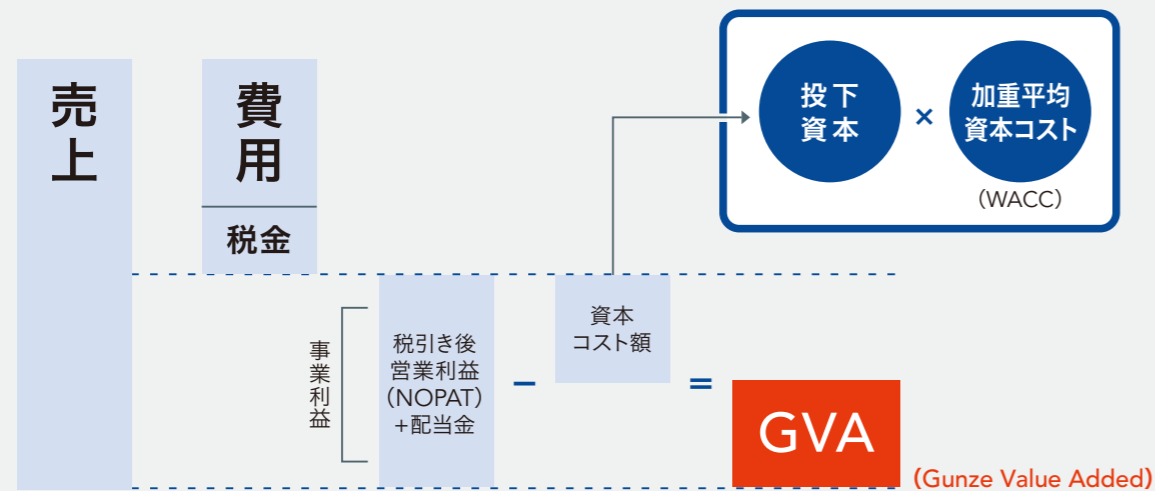 売上
費用
税金
事業利益
税引き後
営業利益
（NOPAT）
+配当金
−
資本
コスト額
=
GVA
(Gunze Value Added)
投下
資本
×
加重平均
資本コスト
（WACC）